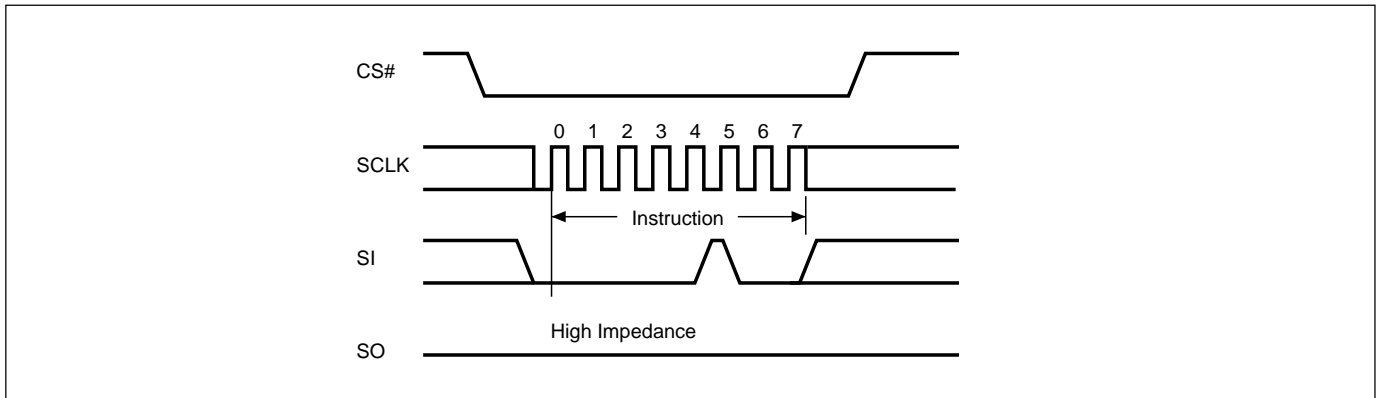 CS#
0 1 2 3 4 5 6 7
SCLK
Instruction
SI
High Impedance
SO